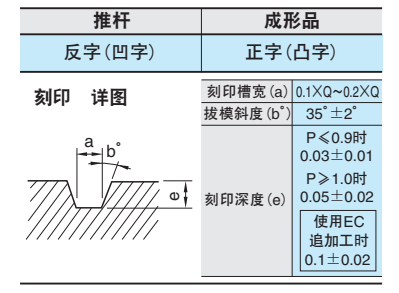 推杆 成形品
反字(凹字) 正字(凸字)
刻印 详图
a
b°
e
刻印槽宽(a) 0.1×Q~0.2×Q
拔模斜度(b°) 35°±2°
刻印深度(e)
P≤0.9时
0.03±0.01
P≥1.0时
0.05±0.02
使用EC
追加工时
0.1±0.02